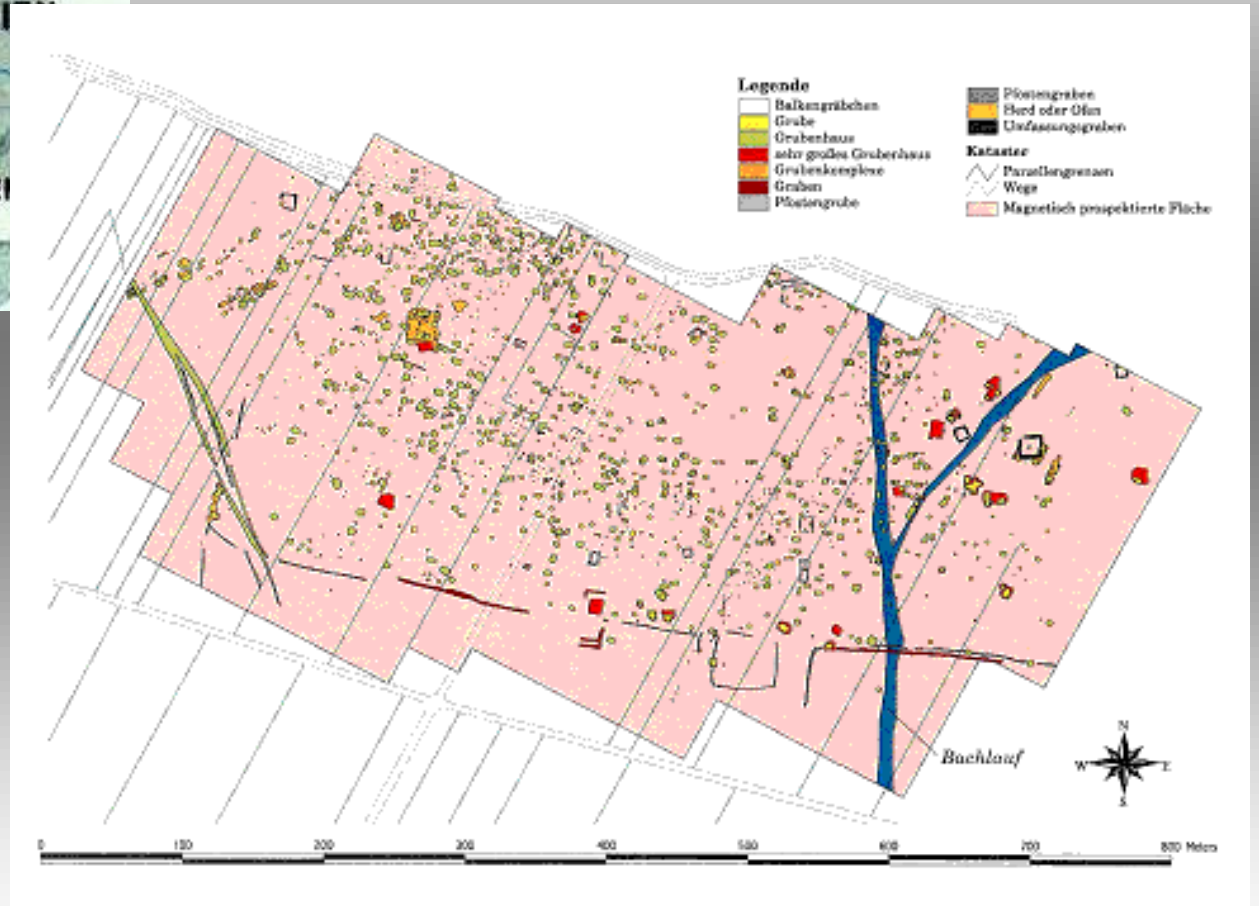 Legende
Balkengräbchen
Grube
Grubenhaus
sehr großes Grubenhaus
Grubenkomplexe
Graben
Pfostengrube
Pfostengraben
Herd oder Ofen
Umfassungsgraben
Kataster
Parzellengrenzen
Wege
Magnetisch prospektierte Fläche
Bachlauf
N
W E
S
0 100 200 300 400 500 600 700 800 Meters